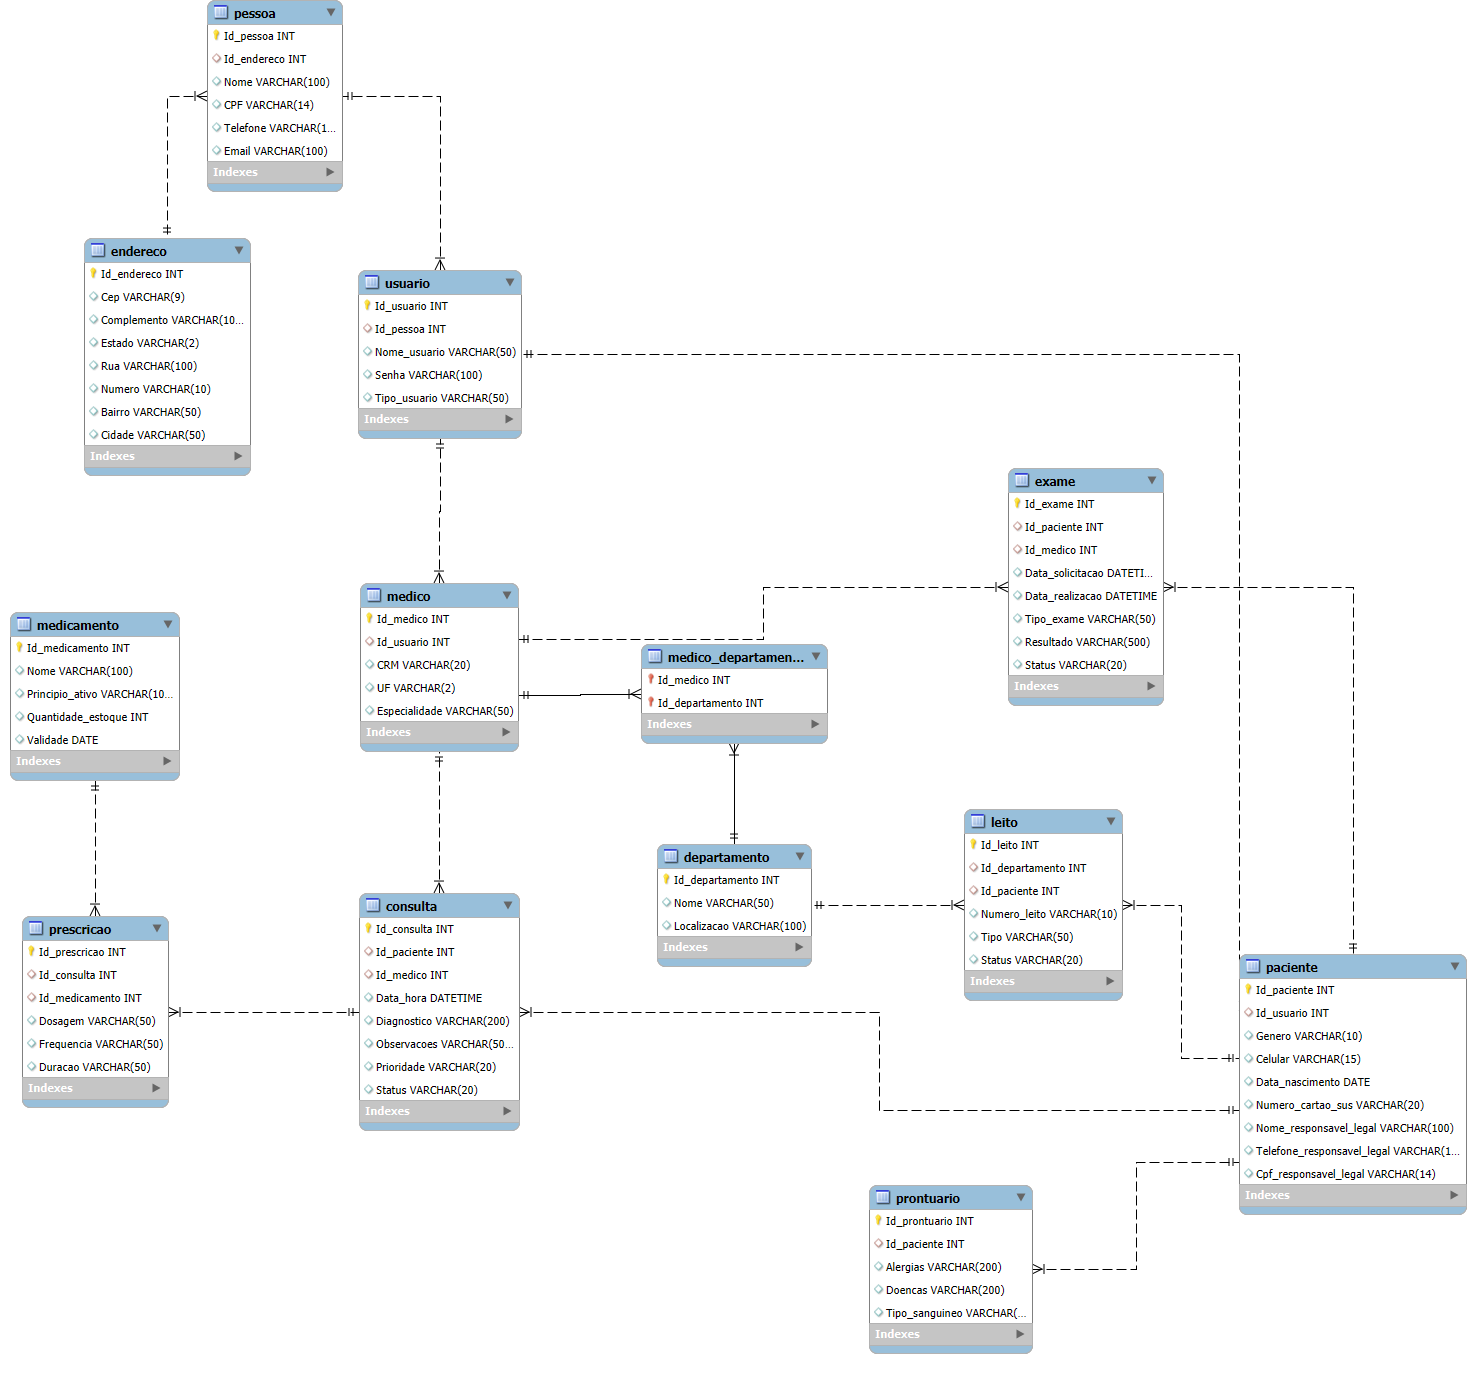 pessoa
Id_pessoa INT
Id_endereco INT
Nome VARCHAR(100)
CPF VARCHAR(14)
Telefone VARCHAR(1...
Email VARCHAR(100)
Indexes
endereco
Id_endereco INT
Cep VARCHAR(9)
Complemento VARCHAR(10...
Estado VARCHAR(2)
Rua VARCHAR(100)
Numero VARCHAR(10)
Bairro VARCHAR(50)
Cidade VARCHAR(50)
Indexes
usuario
Id_usuario INT
Id_pessoa INT
Nome_usuario VARCHAR(50)
Senha VARCHAR(100)
Tipo_usuario VARCHAR(50)
Indexes
exame
Id_exame INT
Id_paciente INT
Id_medico INT
Data_solicitacao DATETI...
Data_realizacao DATETIME
Tipo_exame VARCHAR(50)
Resultado VARCHAR(500)
Status VARCHAR(20)
Indexes
medico
Id_medico INT
Id_usuario INT
CRM VARCHAR(20)
UF VARCHAR(2)
Especialidade VARCHAR(50)
Indexes
medicamento
Id_medicamento INT
Nome VARCHAR(100)
Principio_ativo VARCHAR(10...
Quantidade_estoque INT
Validade DATE
Indexes
medico_departamen...
Id_medico INT
Id_departamento INT
Indexes
leito
Id_leito INT
Id_departamento INT
Id_paciente INT
Numero_leito VARCHAR(10)
Tipo VARCHAR(50)
Status VARCHAR(20)
Indexes
departamento
Id_departamento INT
Nome VARCHAR(50)
Localizacao VARCHAR(100)
Indexes
consulta
Id_consulta INT
Id_paciente INT
Id_medico INT
Data_hora DATETIME
Diagnostico VARCHAR(200)
Observacoes VARCHAR(50...
Prioridade VARCHAR(20)
Status VARCHAR(20)
Indexes
prescricao
Id_prescricao INT
Id_consulta INT
Id_medicamento INT
Dosagem VARCHAR(50)
Frequencia VARCHAR(50)
Duracao VARCHAR(50)
Indexes
paciente
Id_paciente INT
Id_usuario INT
Genero VARCHAR(10)
Celular VARCHAR(15)
Data_nascimento DATE
Numero_cartao_sus VARCHAR(20)
Nome_responsavel_legal VARCHAR(100)
Telefone_responsavel_legal VARCHAR(1...
Cpf_responsavel_legal VARCHAR(14)
Indexes
prontuario
Id_prontuario INT
Id_paciente INT
Alergias VARCHAR(200)
Doencas VARCHAR(200)
Tipo_sanguineo VARCHAR(...
Indexes